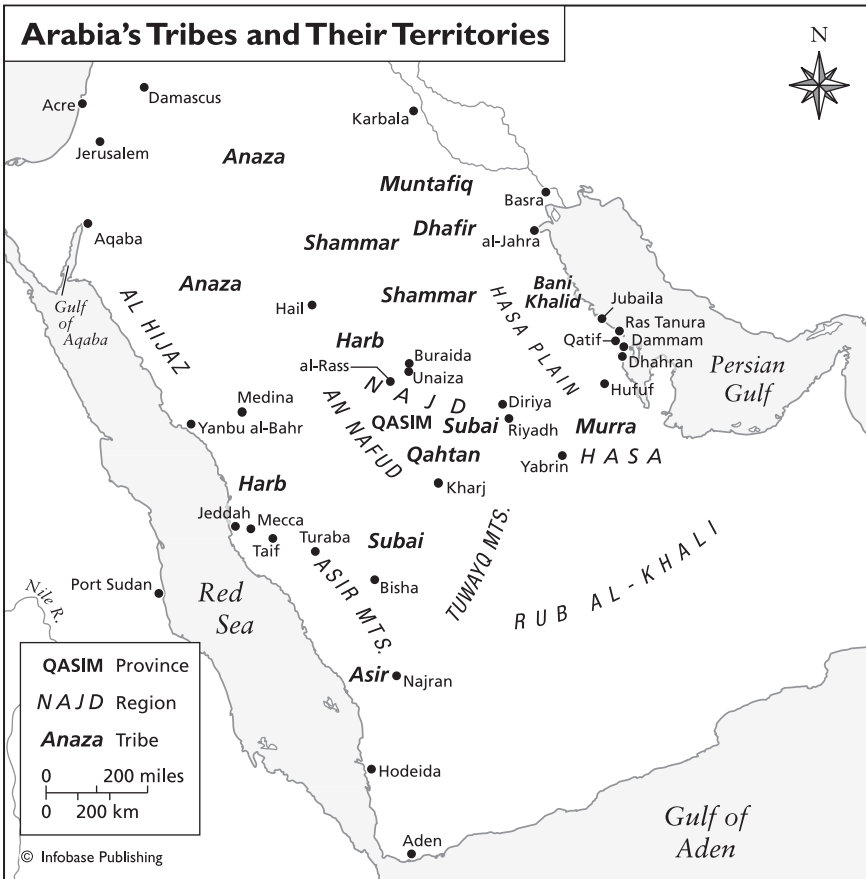 Arabia's Tribes and Their Territories
N
Acre
Damascus
Karbala
Jerusalem
Anaza
Muntafiq
Basra
Dhafir
Aqaba
Shammar
al-Jahra
Anaza
Gulf
of
Aqaba
AL HIJAZ
Hail
Shammar
HASA PLAIN
Bani
Khalid
Jubaila
Ras Tanura
Qatif
Dammam
Dhahran
Persian
Gulf
Harb
Buraida
al-Rass
Unaiza
NAJD
Hufuf
Medina
AN NAFUD
Diriya
Yanbu al-Bahr
QASIM
Subai
Riyadh
Murra
Qahtan
Yabrin
HASA
Harb
Kharj
Jeddah
Mecca
Taif
Turaba
Subai
TUWAYQ MTS.
ASIR MTS.
Bisha
RUB AL-KHALI
Port Sudan
Nile R.
Red
Sea
Asir
Najran
QASIM Province
NAJD Region
Anaza Tribe
0 200 miles
0 200 km
Hodeida
Gulf of
Aden
Aden
© Infobase Publishing